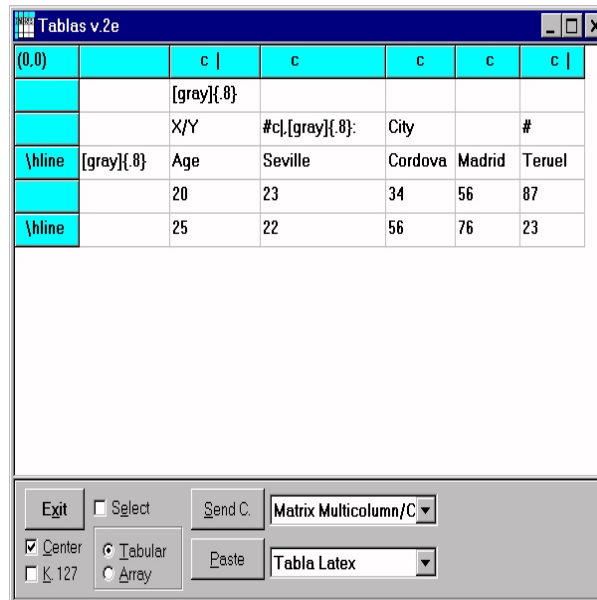 Tablas v.2e
(0,0) c | c c c c |
[gray]{.8}
X/Y #c|,[gray]{.8}: City #
\hline [gray]{.8} Age Seville Cordova Madrid Teruel
20 23 34 56 87
\hline 25 22 56 76 23
Exit Select Send C. Matrix Multicolumn/C
Center Tabular Paste Tabla Latex
K. 127 Array